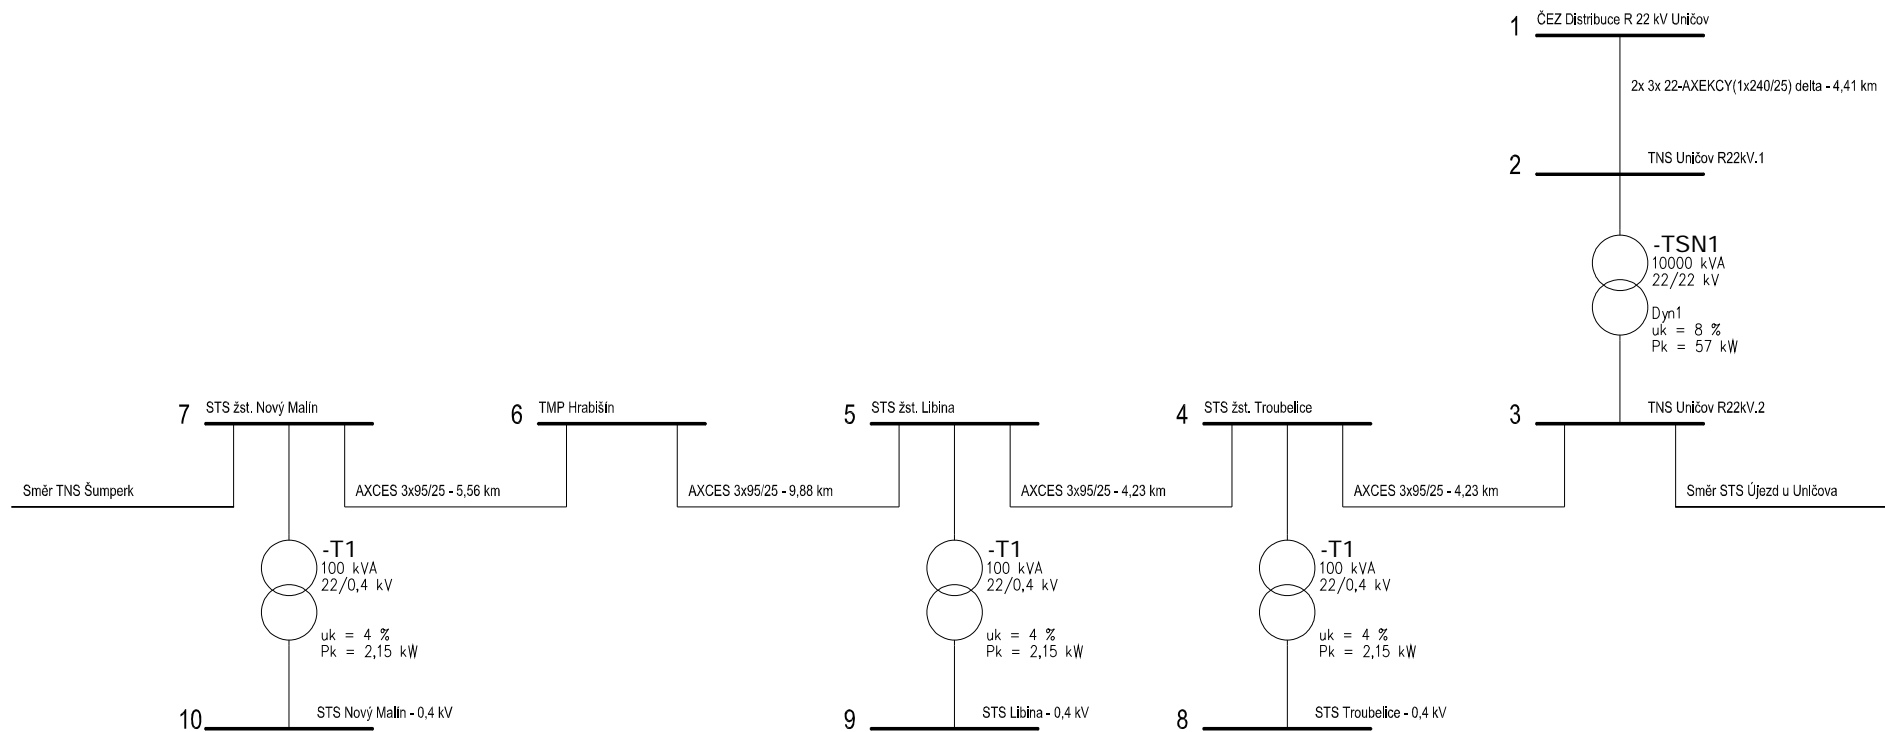 1 ČEZ Distribuce R 22 kV Uničov
2x 3x 22-AXEKCY(1x240/25) delta - 4,41 km
2 TNS Uničov R22kV.1
-TSN1
10000 kVA
22/22 kV
Dyn1
uk = 8 %
Pk = 57 kW
7 STS žst. Nový Malín
6 TMP Hrabišín
5 STS žst. Libina
4 STS žst. Troubelice
3 TNS Uničov R22kV.2
Směr TNS Šumperk
AXCES 3x95/25 - 5,56 km
AXCES 3x95/25 - 9,88 km
AXCES 3x95/25 - 4,23 km
AXCES 3x95/25 - 4,23 km
Směr STS Újezd u Uničova
-T1
100 kVA
22/0,4 kV
uk = 4 %
Pk = 2,15 kW
-T1
100 kVA
22/0,4 kV
uk = 4 %
Pk = 2,15 kW
-T1
100 kVA
22/0,4 kV
uk = 4 %
Pk = 2,15 kW
10 STS Nový Malín - 0,4 kV
9 STS Libina - 0,4 kV
8 STS Troubelice - 0,4 kV